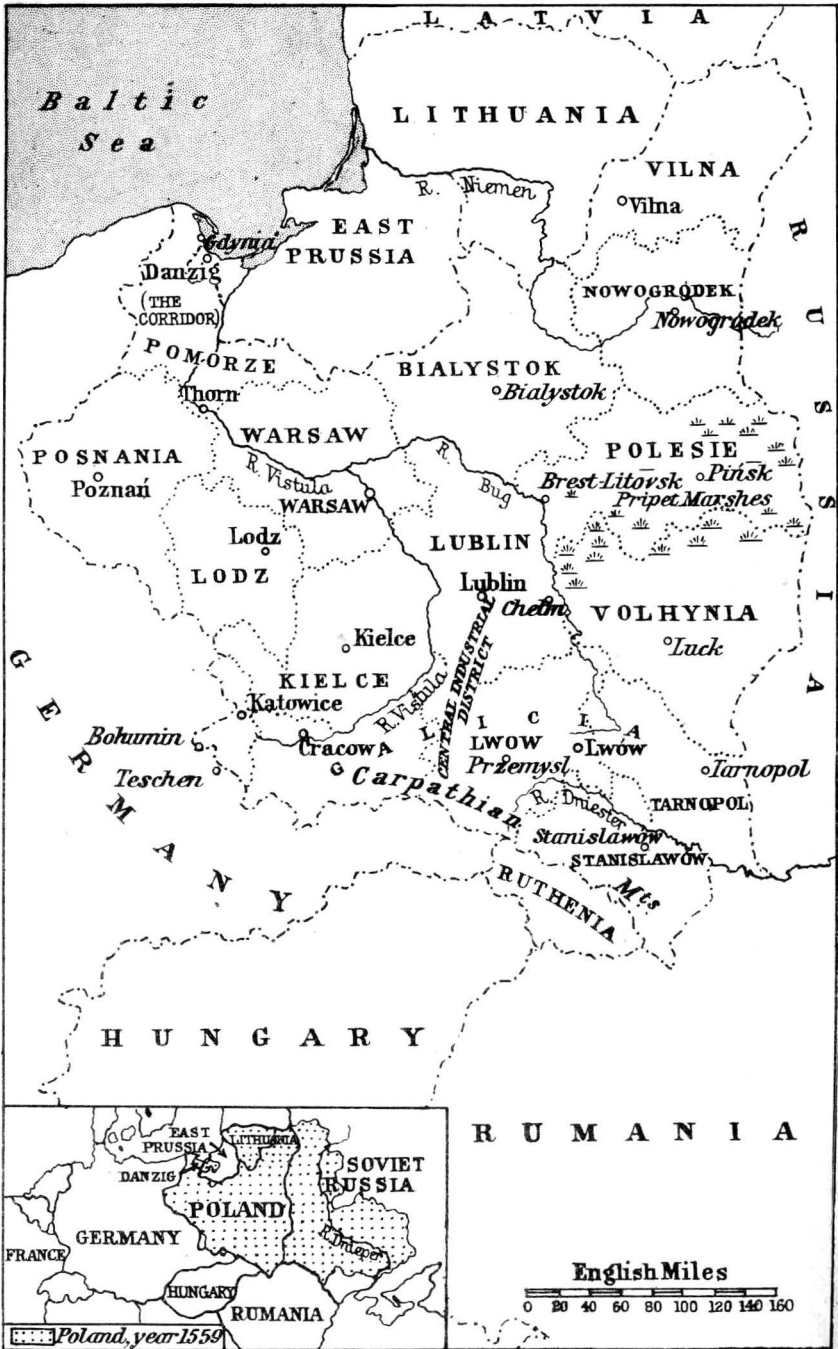 LATVIA
Baltic
Sea
LITHUANIA
VILNA
Vilna
R. Niemen
EAST
PRUSSIA
Gdynia
Danzig
(THE
CORRIDOR)
NOWOGRODEK
Nowogródek
RUSSIA
POMORZE
BIALYSTOK
Bialystok
Thorn
WARSAW
POSNANIA
Poznań
R. Vistula
WARSAW
R. Bug
POLESIE
Brest-Litovsk
Pińsk
Pripet Marshes
Lodz
LODZ
LUBLIN
Lublin
Chelm
VOLHYNIA
Luck
Kielce
KIELCE
CENTRAL INDUSTRIAL
DISTRICT
R. Vistula
GERMANY
Katowice
Bohumin
Cracow
Teschen
GALICIA
LWOW
Lwów
Przemysl
Tarnopol
TARNOPOL
Carpathian
Mts
R. Dniester
Stanislawów
STANISLAWÓW
RUTHENIA
HUNGARY
RUMANIA
EAST
PRUSSIA
LITHUANIA
DANZIG
SOVIET
RUSSIA
POLAND
GERMANY
R. Dnieper
FRANCE
HUNGARY
RUMANIA
Poland, year 1559
English Miles
0 20 40 60 80 100 120 140 160